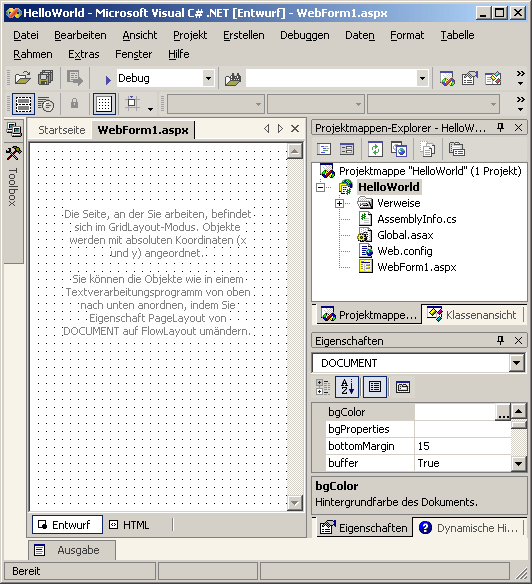 HelloWorld - Microsoft Visual C# .NET [Entwurf] - WebForm1.aspx
Datei Bearbeiten Ansicht Projekt Erstellen Debuggen Daten Format Tabelle
Rahmen Extras Fenster Hilfe
Debug
Startseite WebForm1.aspx
Toolbox
Die Seite, an der Sie arbeiten, befindet
sich im GridLayout-Modus. Objekte
werden mit absoluten Koordinaten (x
und y) angeordnet.
Sie können die Objekte wie in einem
Textverarbeitungsprogramm von oben
nach unten anordnen, indem Sie
Eigenschaft PageLayout von
DOCUMENT auf FlowLayout umändern.
Entwurf HTML
Projektmappen-Explorer - HelloW...
Projektmappe "HelloWorld" (1 Projekt)
HelloWorld
Verweise
AssemblyInfo.cs
Global.asax
Web.config
WebForm1.aspx
Projektmappe... Klassenansicht
Eigenschaften
DOCUMENT
bgColor
bgProperties
bottomMargin 15
buffer True
bgColor
Hintergrundfarbe des Dokuments.
Eigenschaften Dynamische Hi...
Ausgabe
Bereit